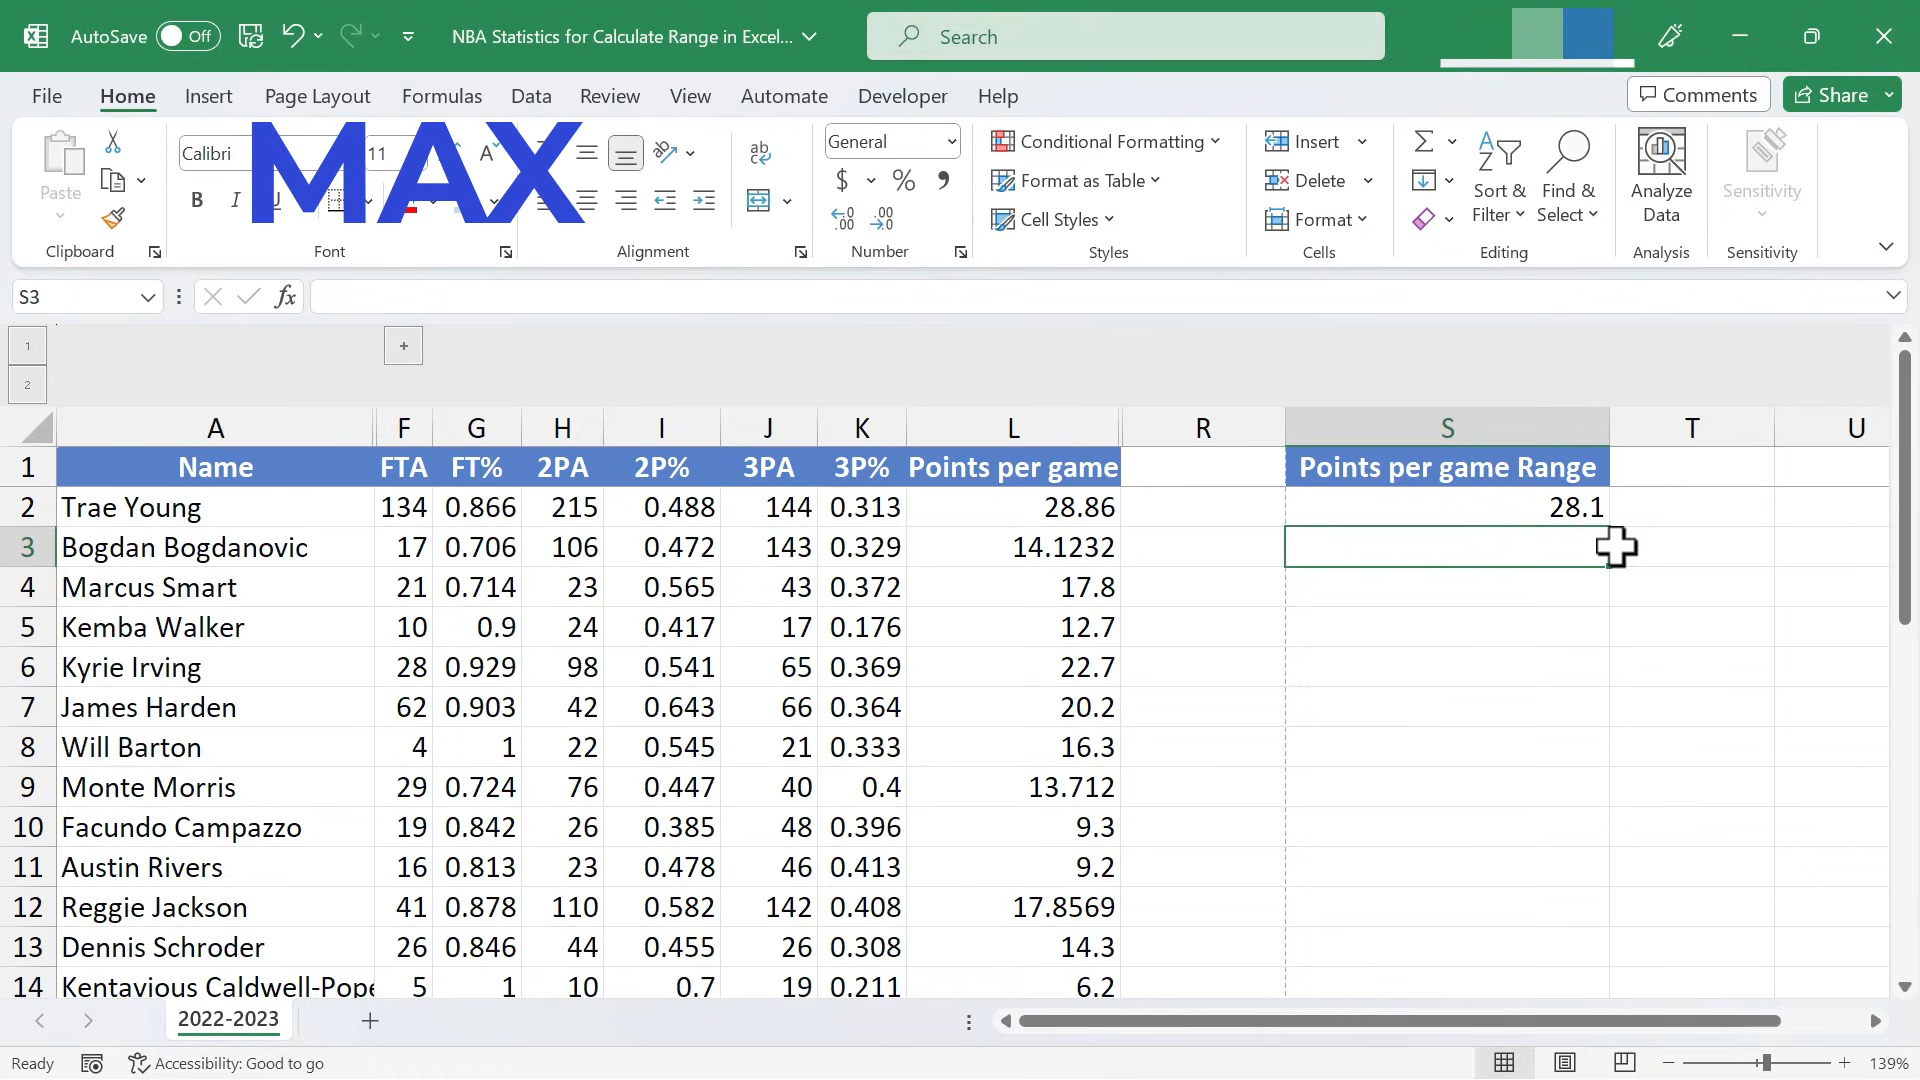 AutoSave Off NBA Statistics for Calculate Range in Excel... Search
File Home Insert Page Layout Formulas Data Review View Automate Developer Help Comments Share
MAX
Paste
Clipboard
Calibri 11
B I U
Font
ab
Alignment
General
$ % 9
Number
Conditional Formatting
Format as Table
Cell Styles
Styles
Insert
Delete
Format
Cells
Sort & Filter
Find & Select
Editing
Analyze Data
Analysis
Sensitivity
Sensitivity
S3 fx
1 +
2
A F G H I J K L R S T U
1 Name FTA FT% 2PA 2P% 3PA 3P% Points per game Points per game Range
2 Trae Young 134 0.866 215 0.488 144 0.313 28.86 28.1
3 Bogdan Bogdanovic 17 0.706 106 0.472 143 0.329 14.1232
4 Marcus Smart 21 0.714 23 0.565 43 0.372 17.8
5 Kemba Walker 10 0.9 24 0.417 17 0.176 12.7
6 Kyrie Irving 28 0.929 98 0.541 65 0.369 22.7
7 James Harden 62 0.903 42 0.643 66 0.364 20.2
8 Will Barton 4 1 22 0.545 21 0.333 16.3
9 Monte Morris 29 0.724 76 0.447 40 0.4 13.712
10 Facundo Campazzo 19 0.842 26 0.385 48 0.396 9.3
11 Austin Rivers 16 0.813 23 0.478 46 0.413 9.2
12 Reggie Jackson 41 0.878 110 0.582 142 0.408 17.8569
13 Dennis Schroder 26 0.846 44 0.455 26 0.308 14.3
14 Kentavious Caldwell-Pope 5 1 10 0.7 19 0.211 6.2
2022-2023
Ready Accessibility: Good to go 139%